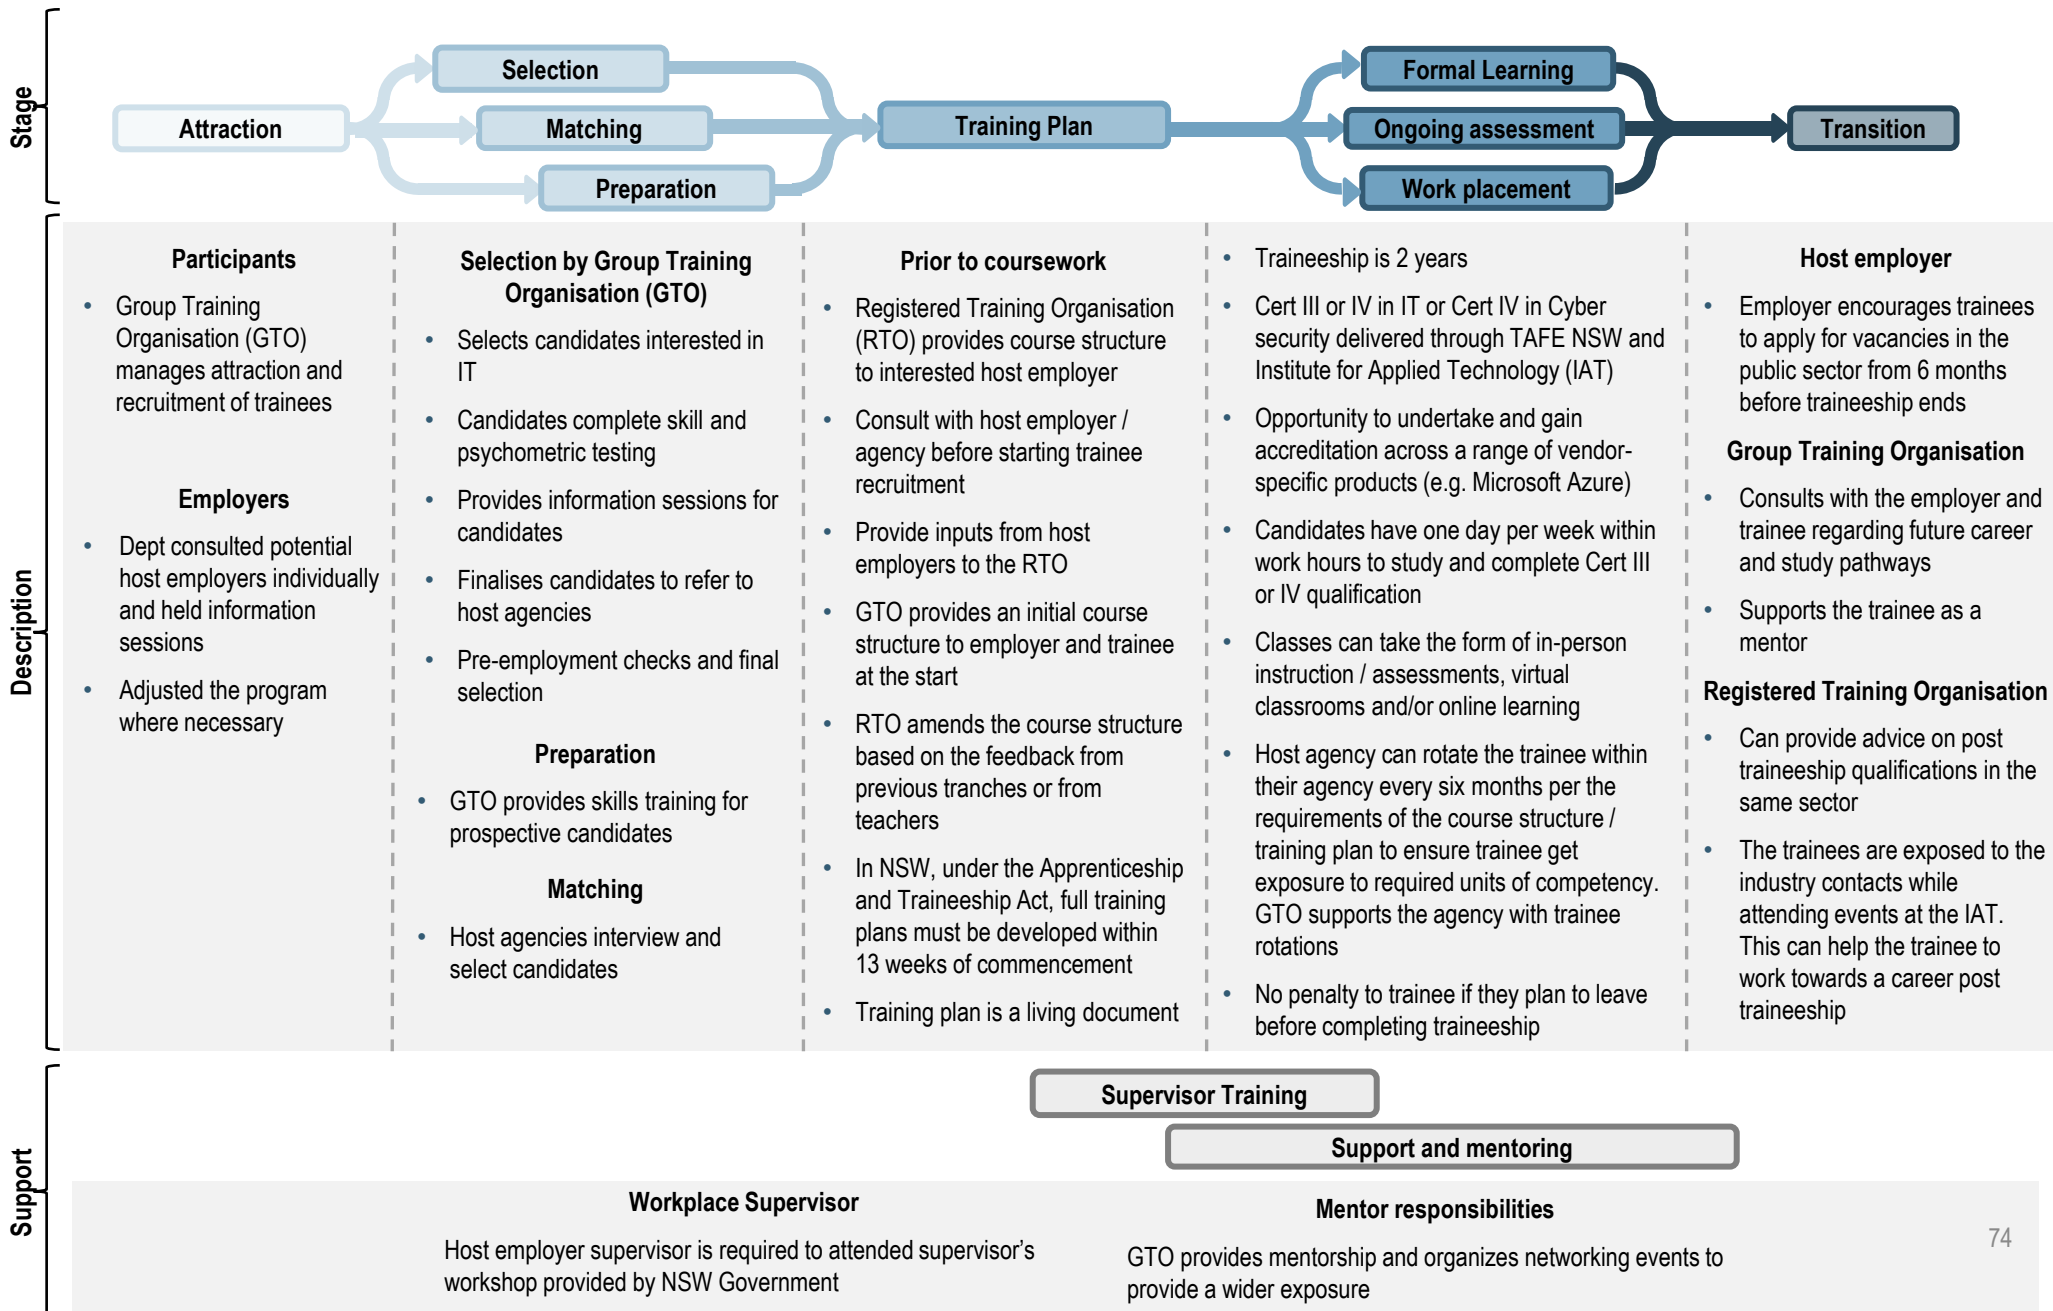 Stage
Attraction
Selection
Matching
Preparation
Training Plan
Formal Learning
Ongoing assessment
Work placement
Transition
Description
Participants
• Group Training
Organisation (GTO)
manages attraction and
recruitment of trainees
Employers
• Dept consulted potential
host employers individually
and held information
sessions
• Adjusted the program
where necessary
Selection by Group Training
Organisation (GTO)
• Selects candidates interested in
IT
• Candidates complete skill and
psychometric testing
• Provides information sessions for
candidates
• Finalises candidates to refer to
host agencies
• Pre-employment checks and final
selection
Preparation
• GTO provides skills training for
prospective candidates
Matching
• Host agencies interview and
select candidates
Prior to coursework
• Registered Training Organisation
(RTO) provides course structure
to interested host employer
• Consult with host employer /
agency before starting trainee
recruitment
• Provide inputs from host
employers to the RTO
• GTO provides an initial course
structure to employer and trainee
at the start
• RTO amends the course structure
based on the feedback from
previous tranches or from
teachers
• In NSW, under the Apprenticeship
and Traineeship Act, full training
plans must be developed within
13 weeks of commencement
• Training plan is a living document
• Traineeship is 2 years
• Cert III or IV in IT or Cert IV in Cyber
security delivered through TAFE NSW and
Institute for Applied Technology (IAT)
• Opportunity to undertake and gain
accreditation across a range of vendor-
specific products (e.g. Microsoft Azure)
• Candidates have one day per week within
work hours to study and complete Cert III
or IV qualification
• Classes can take the form of in-person
instruction / assessments, virtual
classrooms and/or online learning
• Host agency can rotate the trainee within
their agency every six months per the
requirements of the course structure /
training plan to ensure trainee get
exposure to required units of competency.
GTO supports the agency with trainee
rotations
• No penalty to trainee if they plan to leave
before completing traineeship
Host employer
• Employer encourages trainees
to apply for vacancies in the
public sector from 6 months
before traineeship ends
Group Training Organisation
• Consults with the employer and
trainee regarding future career
and study pathways
• Supports the trainee as a
mentor
Registered Training Organisation
• Can provide advice on post
traineeship qualifications in the
same sector
• The trainees are exposed to the
industry contacts while
attending events at the IAT.
This can help the trainee to
work towards a career post
traineeship
Support
Supervisor Training
Support and mentoring
Workplace Supervisor
Host employer supervisor is required to attended supervisor’s
workshop provided by NSW Government
Mentor responsibilities
GTO provides mentorship and organizes networking events to
provide a wider exposure
74